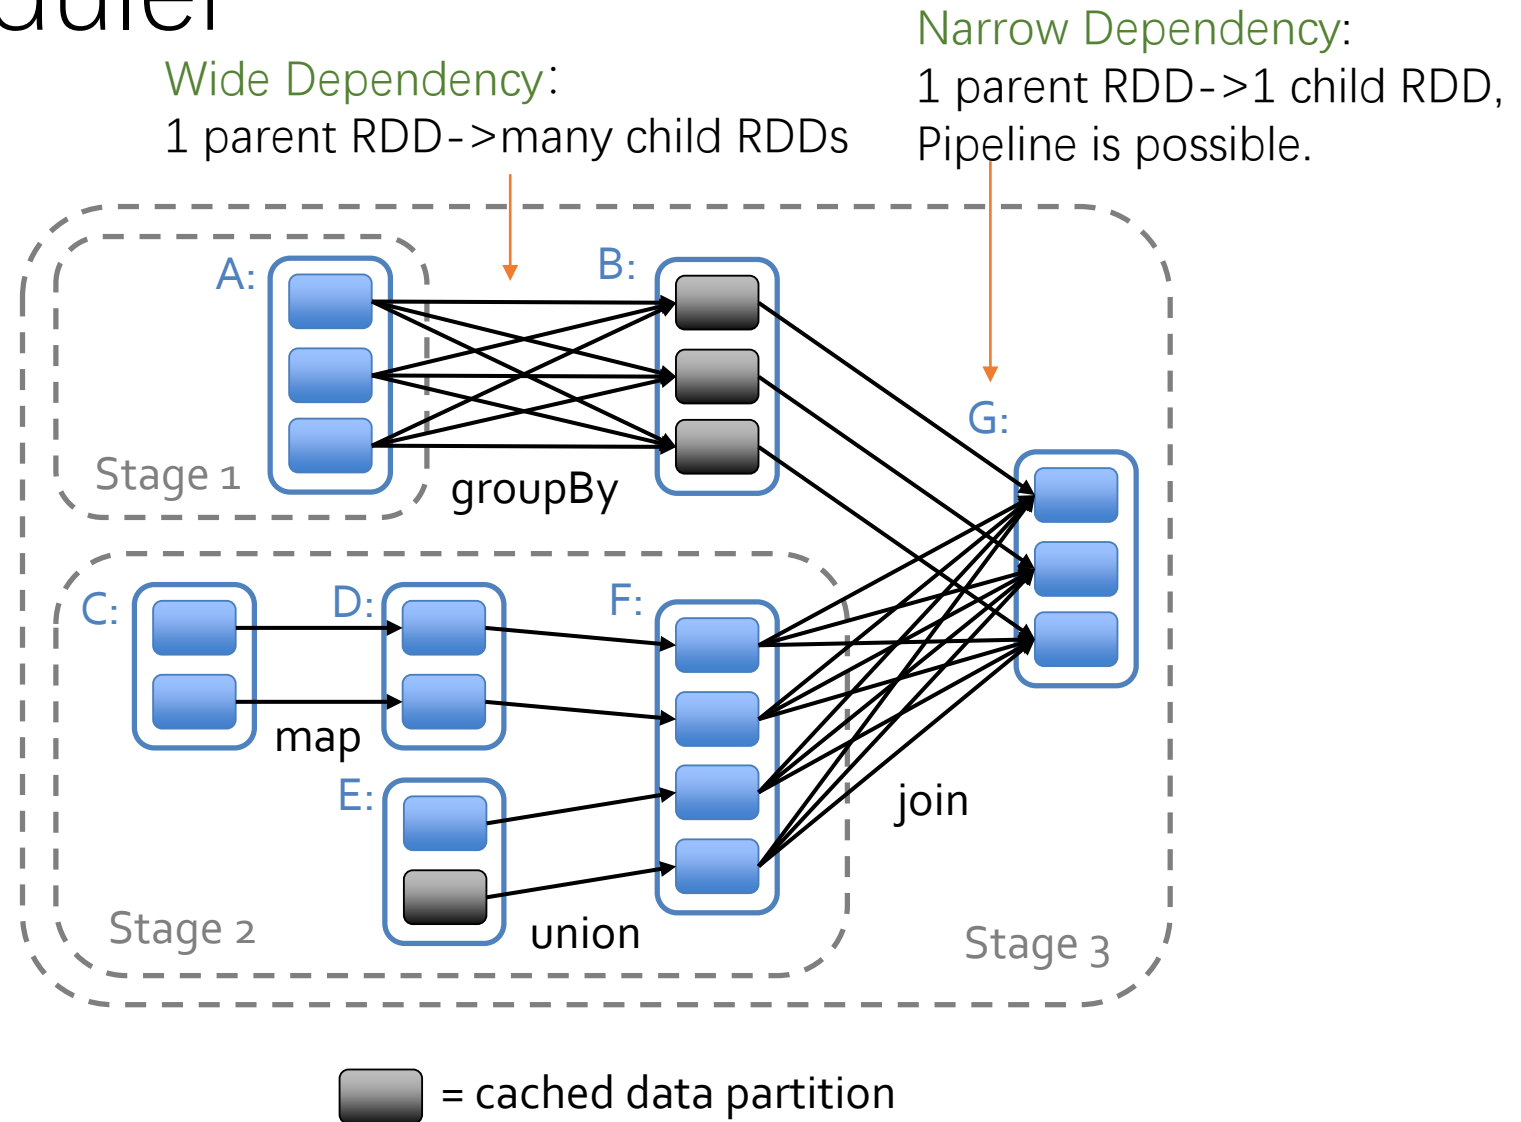 Wide Dependency:
1 parent RDD->many child RDDs
Narrow Dependency:
1 parent RDD->1 child RDD,
Pipeline is possible.
A:
B:
G:
Stage 1
groupBy
C:
D:
F:
map
E:
join
Stage 2
union
Stage 3
= cached data partition